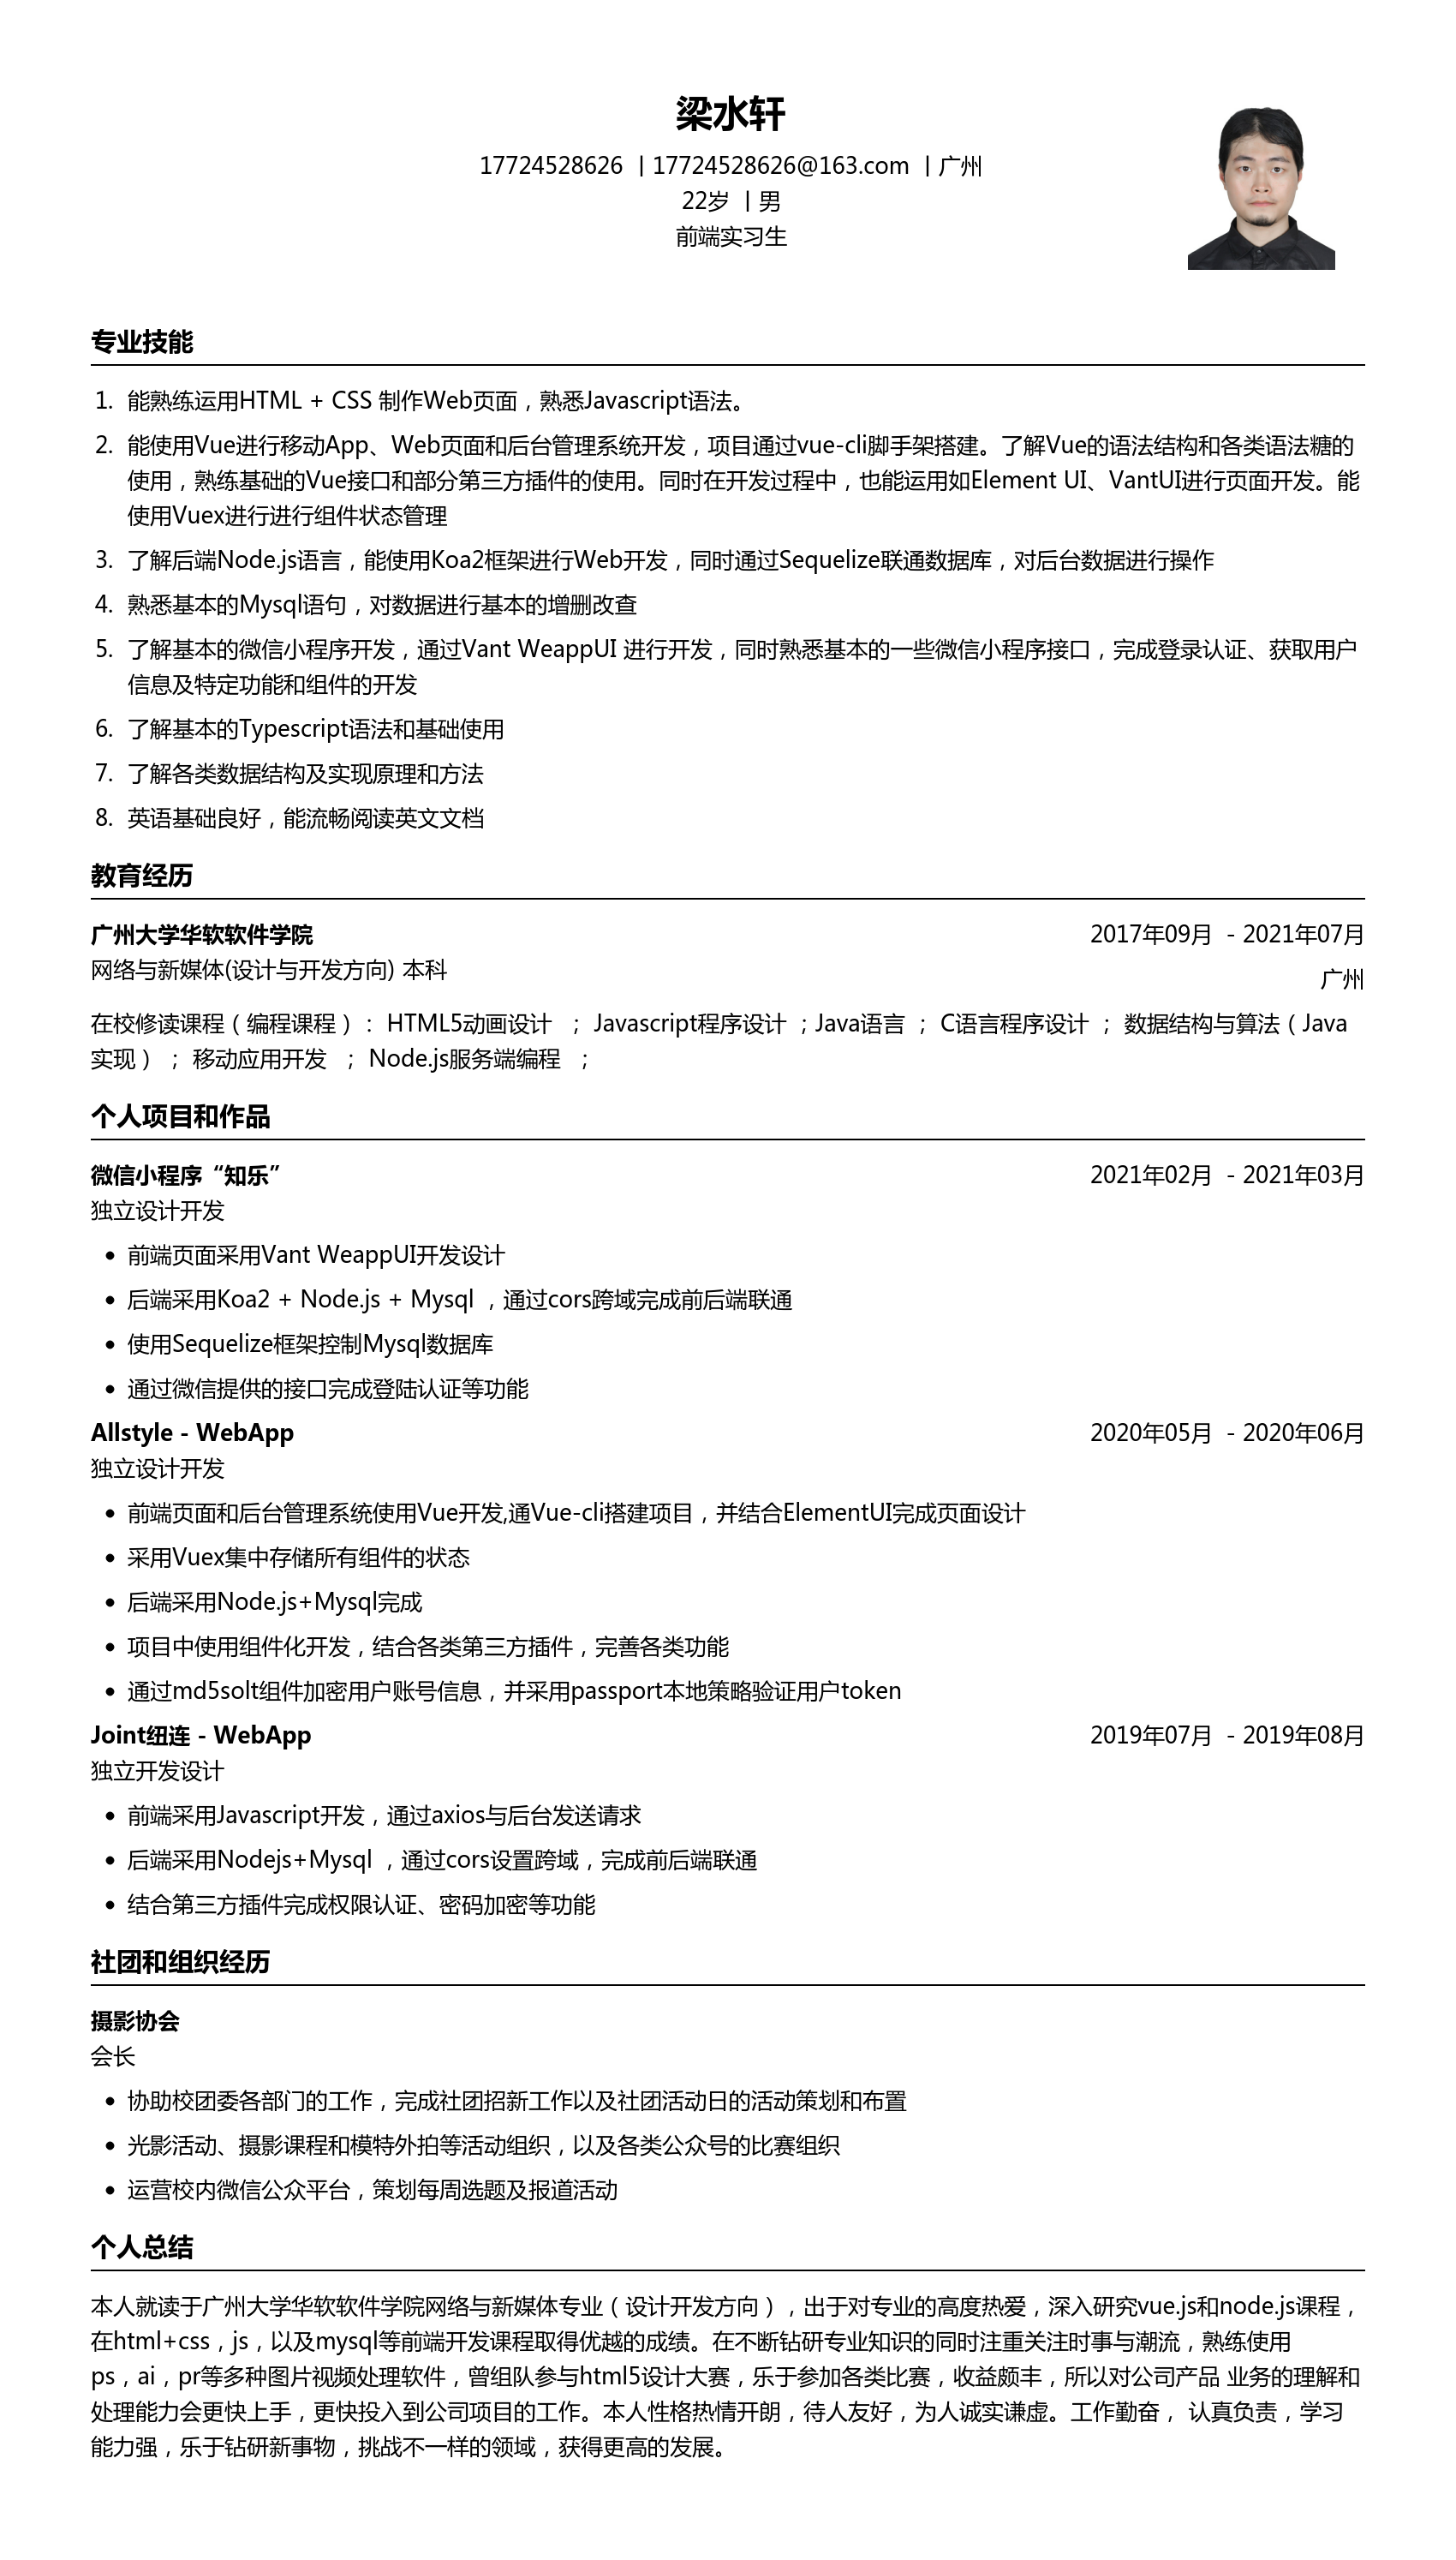 梁水轩
17724528626 | 17724528626@163.com | 广州
22岁 | 男
前端实习生
专业技能
1. 能熟练运用HTML + CSS 制作Web页面，熟悉Javascript语法。
2. 能使用Vue进行移动App、Web页面和后台管理系统开发，项目通过vue-cli脚手架搭建。了解Vue的语法结构和各类语法糖的
使用，熟练基础的Vue接口和部分第三方插件的使用。同时在开发过程中，也能运用如Element UI、VantUI进行页面开发。能
使用Vuex进行进行组件状态管理
3. 了解后端Node.js语言，能使用Koa2框架进行Web开发，同时通过Sequelize联通数据库，对后台数据进行操作
4. 熟悉基本的Mysql语句，对数据进行基本的增删改查
5. 了解基本的微信小程序开发，通过Vant WeappUI 进行开发，同时熟悉基本的一些微信小程序接口，完成登录认证、获取用户
信息及特定功能和组件的开发
6. 了解基本的Typescript语法和基础使用
7. 了解各类数据结构及实现原理和方法
8. 英语基础良好，能流畅阅读英文文档
教育经历
广州大学华软软件学院 2017年09月 - 2021年07月
网络与新媒体(设计与开发方向) 本科
广州
在校修读课程（编程课程）： HTML5动画设计 ； Javascript程序设计 ；Java语言 ； C语言程序设计 ； 数据结构与算法（Java
实现） ； 移动应用开发 ； Node.js服务端编程 ；
个人项目和作品
微信小程序“知乐” 2021年02月 - 2021年03月
独立设计开发
• 前端页面采用Vant WeappUI开发设计
• 后端采用Koa2 + Node.js + Mysql ，通过cors跨域完成前后端联通
• 使用Sequelize框架控制Mysql数据库
• 通过微信提供的接口完成登陆认证等功能
Allstyle - WebApp 2020年05月 - 2020年06月
独立设计开发
• 前端页面和后台管理系统使用Vue开发,通Vue-cli搭建项目，并结合ElementUI完成页面设计
• 采用Vuex集中存储所有组件的状态
• 后端采用Node.js+Mysql完成
• 项目中使用组件化开发，结合各类第三方插件，完善各类功能
• 通过md5solt组件加密用户账号信息，并采用passport本地策略验证用户token
Joint纽连 - WebApp 2019年07月 - 2019年08月
独立开发设计
• 前端采用Javascript开发，通过axios与后台发送请求
• 后端采用Nodejs+Mysql ，通过cors设置跨域，完成前后端联通
• 结合第三方插件完成权限认证、密码加密等功能
社团和组织经历
摄影协会
会长
• 协助校团委各部门的工作，完成社团招新工作以及社团活动日的活动策划和布置
• 光影活动、摄影课程和模特外拍等活动组织，以及各类公众号的比赛组织
• 运营校内微信公众平台，策划每周选题及报道活动
个人总结
本人就读于广州大学华软软件学院网络与新媒体专业（设计开发方向），出于对专业的高度热爱，深入研究vue.js和node.js课程，
在html+css，js，以及mysql等前端开发课程取得优越的成绩。在不断钻研专业知识的同时注重关注时事与潮流，熟练使用
ps，ai，pr等多种图片视频处理软件，曾组队参与html5设计大赛，乐于参加各类比赛，收益颇丰，所以对公司产品 业务的理解和
处理能力会更快上手，更快投入到公司项目的工作。本人性格热情开朗，待人友好，为人诚实谦虚。工作勤奋， 认真负责，学习
能力强，乐于钻研新事物，挑战不一样的领域，获得更高的发展。